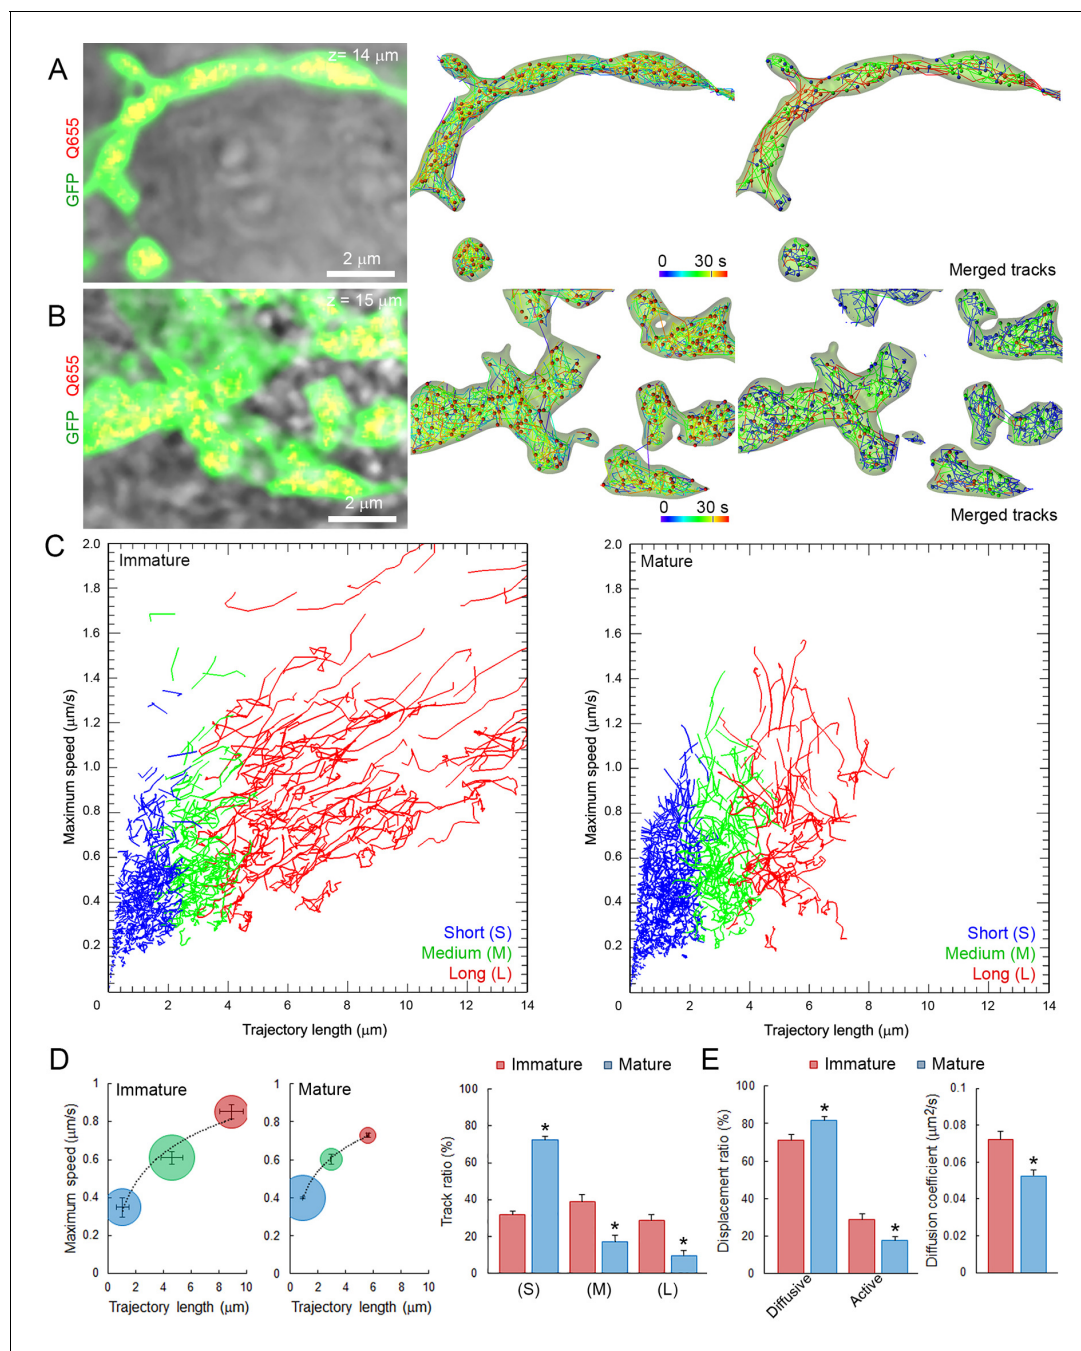 A
GFP Q655
z= 14 μm
2 μm
0 30 s
Merged tracks
B
GFP Q655
z = 15 μm
2 μm
0 30 s
Merged tracks
C
Immature
Maximum speed (μm/s)
2.0
1.8
1.6
1.4
1.2
1.0
0.8
0.6
0.4
0.2
Short (S)
Medium (M)
Long (L)
0 2 4 6 8 10 12 14
Trajectory length (μm)
Mature
Maximum speed (μm/s)
2.0
1.8
1.6
1.4
1.2
1.0
0.8
0.6
0.4
0.2
Short (S)
Medium (M)
Long (L)
0 2 4 6 8 10 12 14
Trajectory length (μm)
D
Immature
Maximum speed (μm/s)
1
0.8
0.6
0.4
0.2
0
0 2 4 6 8 10
Trajectory length (μm)
Mature
1
0.8
0.6
0.4
0.2
0
0 2 4 6 8 10
Trajectory length (μm)
Immature Mature
Track ratio (%)
100
80
60
40
20
0
* * *
(S) (M) (L)
E
Immature Mature
Displacement ratio (%)
100
80
60
40
20
0
* *
Diffusive Active
Diffusion coefficient (μm²/s)
0.1
0.08
0.06
0.04
0.02
0
*